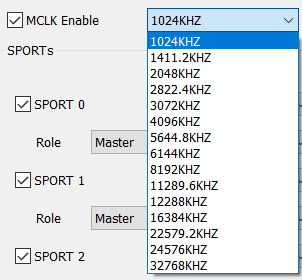 MCLK Enable
1024KHZ
1024KHZ
1411.2KHZ
2048KHZ
2822.4KHZ
3072KHZ
4096KHZ
5644.8KHZ
6144KHZ
8192KHZ
11289.6KHZ
12288KHZ
16384KHZ
22579.2KHZ
24576KHZ
32768KHZ
SPORTs
SPORT 0
Role Master
SPORT 1
Role Master
SPORT 2